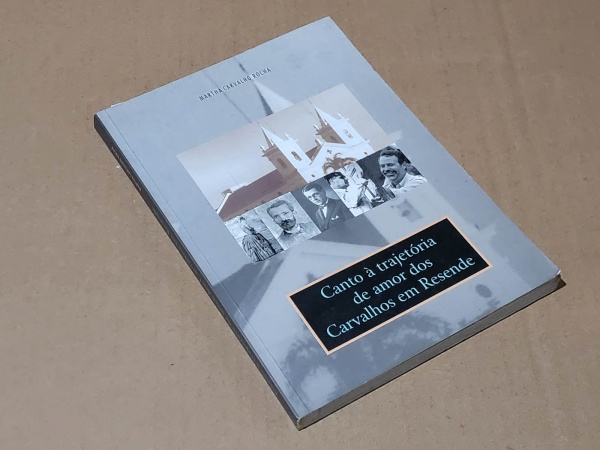 MARTHA CARVALHO ROCHA
Canto à trajetória
de amor dos
Carvalhos em Resende